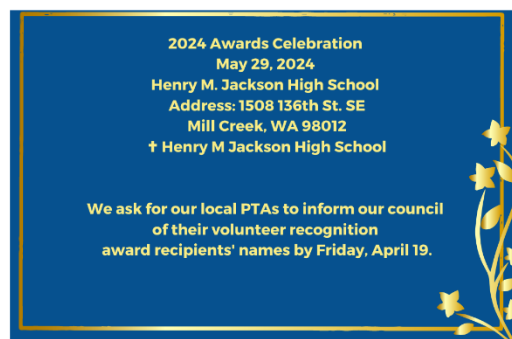 2024 Awards Celebration
May 29, 2024
Henry M. Jackson High School
Address: 1508 136th St. SE
Mill Creek, WA 98012
✝ Henry M Jackson High School
We ask for our local PTAs to inform our council
of their volunteer recognition
award recipients' names by Friday, April 19.